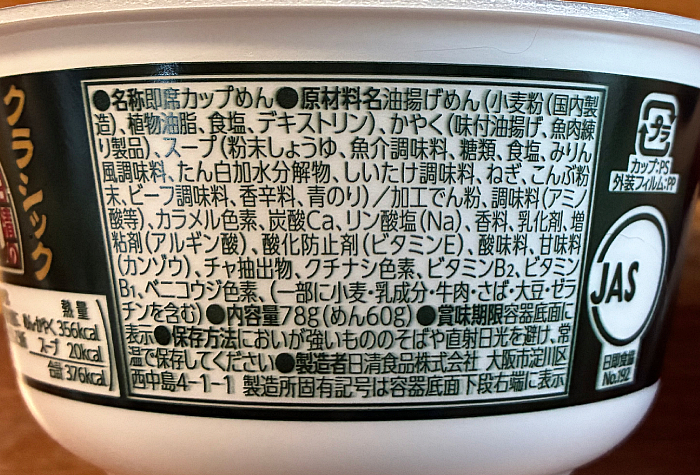 クラシック
●名称即席カップめん●原材料名油揚げめん(小麦粉(国内製
造)、植物油脂、食塩、デキストリン)、かやく(味付油揚げ、魚肉練
り製品)、スープ(粉末しょうゆ、魚介調味料、糖類、食塩、みりん
風調味料、たん白加水分解物、しいたけ調味料、ねぎ、こんぶ粉
末、ビーフ調味料、香辛料、青のり)/加工でん粉、調味料(アミノ
酸等)、カラメル色素、炭酸Ca、リン酸塩(Na)、香料、乳化剤、増
粘剤(アルギン酸)、酸化防止剤(ビタミンE)、酸味料、甘味料
(カンゾウ)、チャ抽出物、クチナシ色素、ビタミンB2、ビタミン
B1、ベニコウジ色素、(一部に小麦・乳成分・牛肉・さば・大豆・ゼラ
チンを含む)●内容量78g(めん60g)●賞味期限容器底面に
表示●保存方法においが強いもののそばや直射日光を避け、常
温で保存してください●製造者日清食品株式会社 大阪市淀川区
西中島4-1-1 製造所固有記号は容器底面下段右端に表示
プラ
カップ:PS
外装フィルム:PP
JAS
日即食協
No.192
熱量
めん・かやく356kcal
スープ 20kcal
合計 376kcal